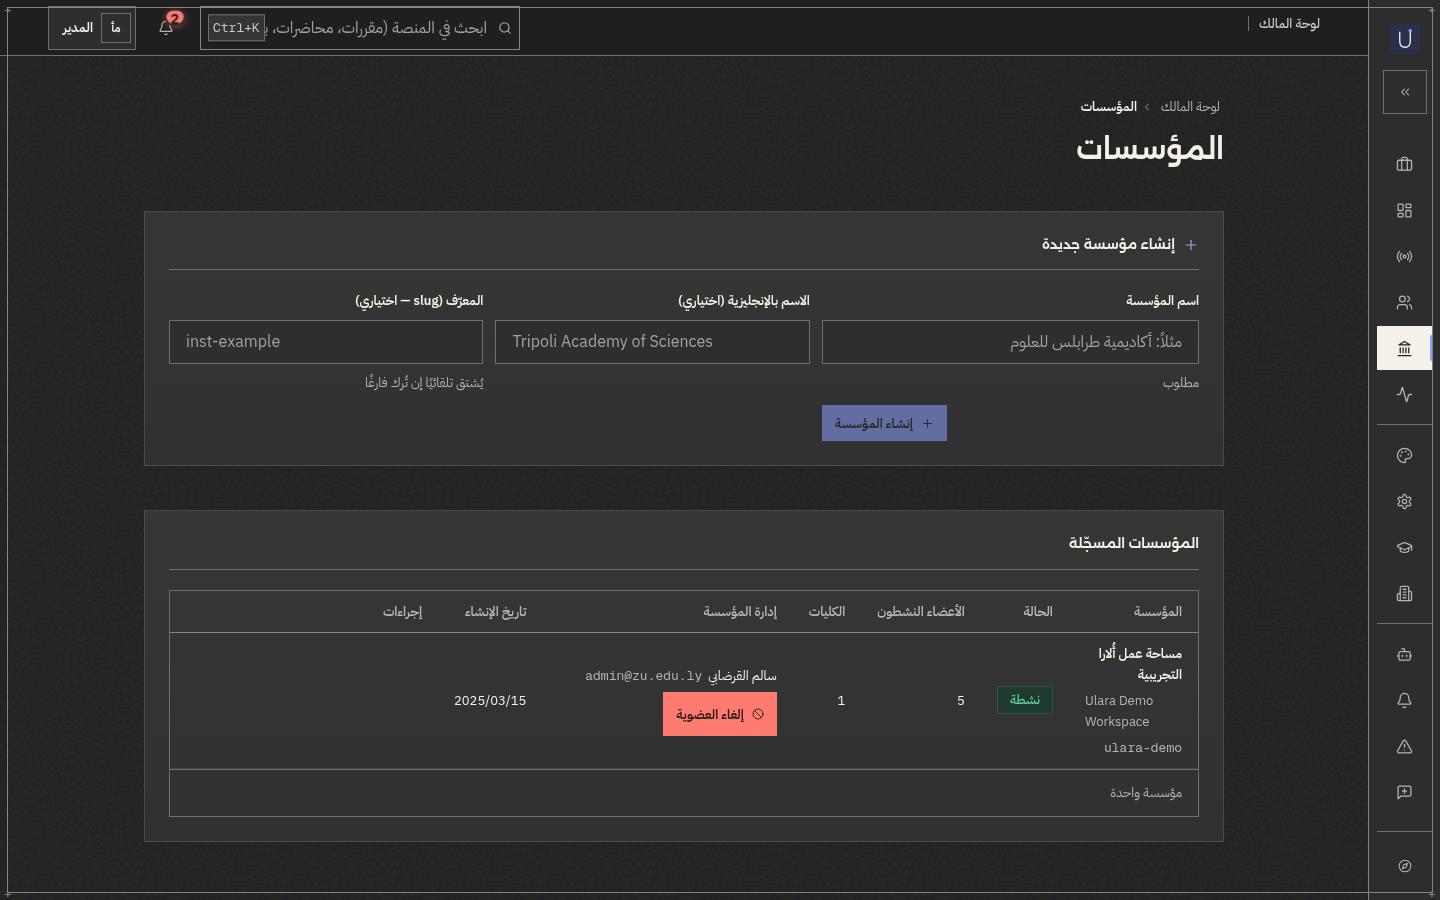 لوحة المالك
ابحث في المنصة (مقررات، محاضرات،
Ctrl+K
2
مأ
المدير
U
لوحة المالك › المؤسسات
المؤسسات
+ إنشاء مؤسسة جديدة
اسم المؤسسة
الاسم بالإنجليزية (اختياري)
المعرّف (slug — اختياري)
مثلاً: أكاديمية طرابلس للعلوم
Tripoli Academy of Sciences
inst-example
مطلوب
يُشتق تلقائيًا إن تُرك فارغًا
+ إنشاء المؤسسة
المؤسسات المسجّلة
المؤسسة
الحالة
الأعضاء النشطون
الكليات
إدارة المؤسسة
تاريخ الإنشاء
إجراءات
مساحة عمل أُلارا
التجريبية
Ulara Demo
Workspace
ulara-demo
نشطة
5
1
سالم القرضابي admin@zu.edu.ly
إلغاء العضوية
2025/03/15
مؤسسة واحدة